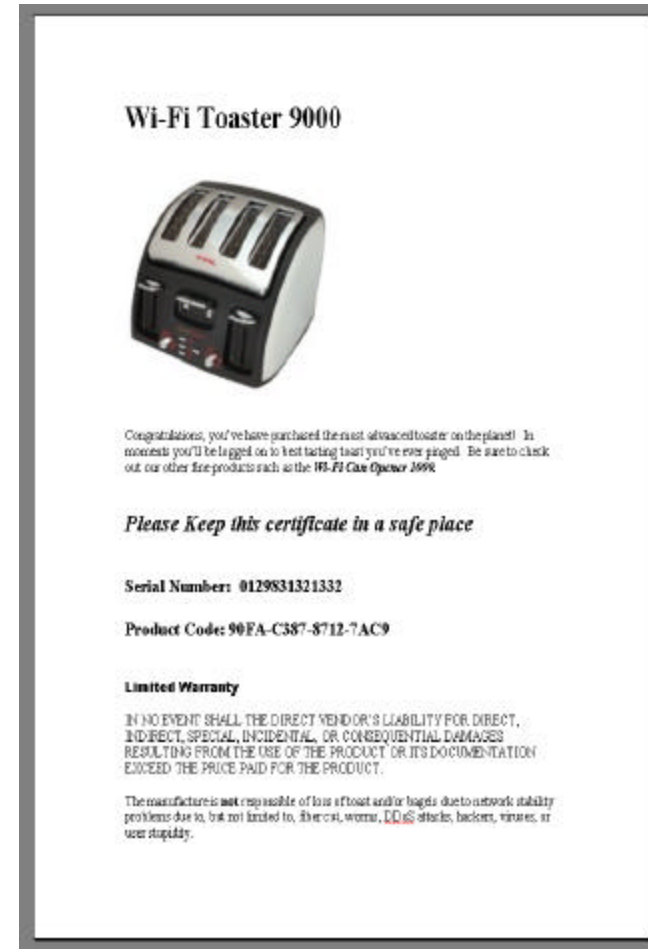 Wi-Fi Toaster 9000
Congratulations, you've have purchased the most advanced toaster on the planet! In
moments you'll be logged on to best tasting toast you've ever pinged. Be sure to check
out our other fine products such as the Wi-Fi Can Opener
Please Keep this certificate in a safe place
Serial Number: 0129831321332
Product Code: 90FA-C387-8712-7AC9
Limited Warranty
IN NO EVENT SHALL THE DIRECT VENDOR'S LIABILITY FOR DIRECT,
INDIRECT, SPECIAL, INCIDENTAL, OR CONSEQUENTIAL DAMAGES
RESULTING FROM THE USE OF THE PRODUCT OR ITS DOCUMENTATION
EXCEED THE PRICE PAID FOR THE PRODUCT.
The manufacture is not responsible of loss of toast and/or bagels due to network stability
problems due to, but not limited to, fiber cut, worms, DDoS attacks, hackers, viruses, or
user stupidity.